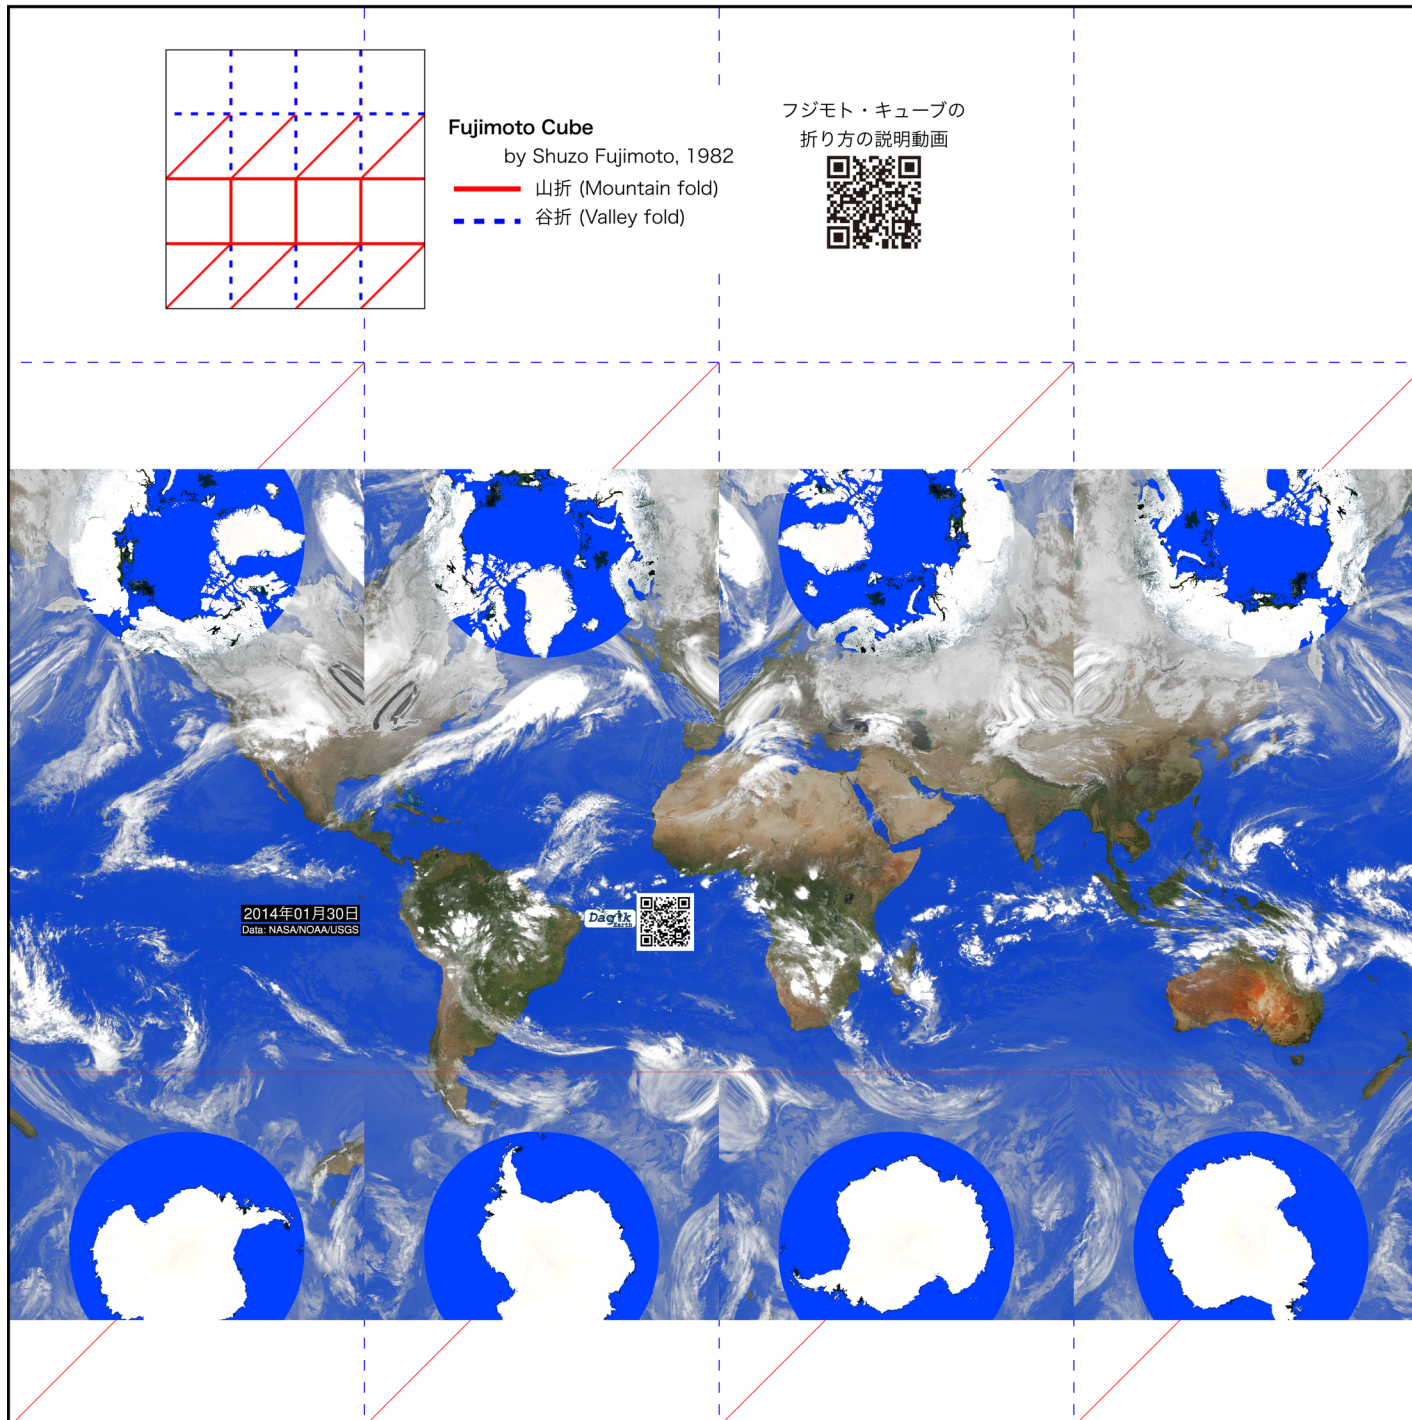 Fujimoto Cube
by Shuzo Fujimoto, 1982
山折 (Mountain fold)
谷折 (Valley fold)
フジモト・キューブの
折り方の説明動画
2014年01月30日
Data: NASA/NOAA/USGS
Dagik
Earth